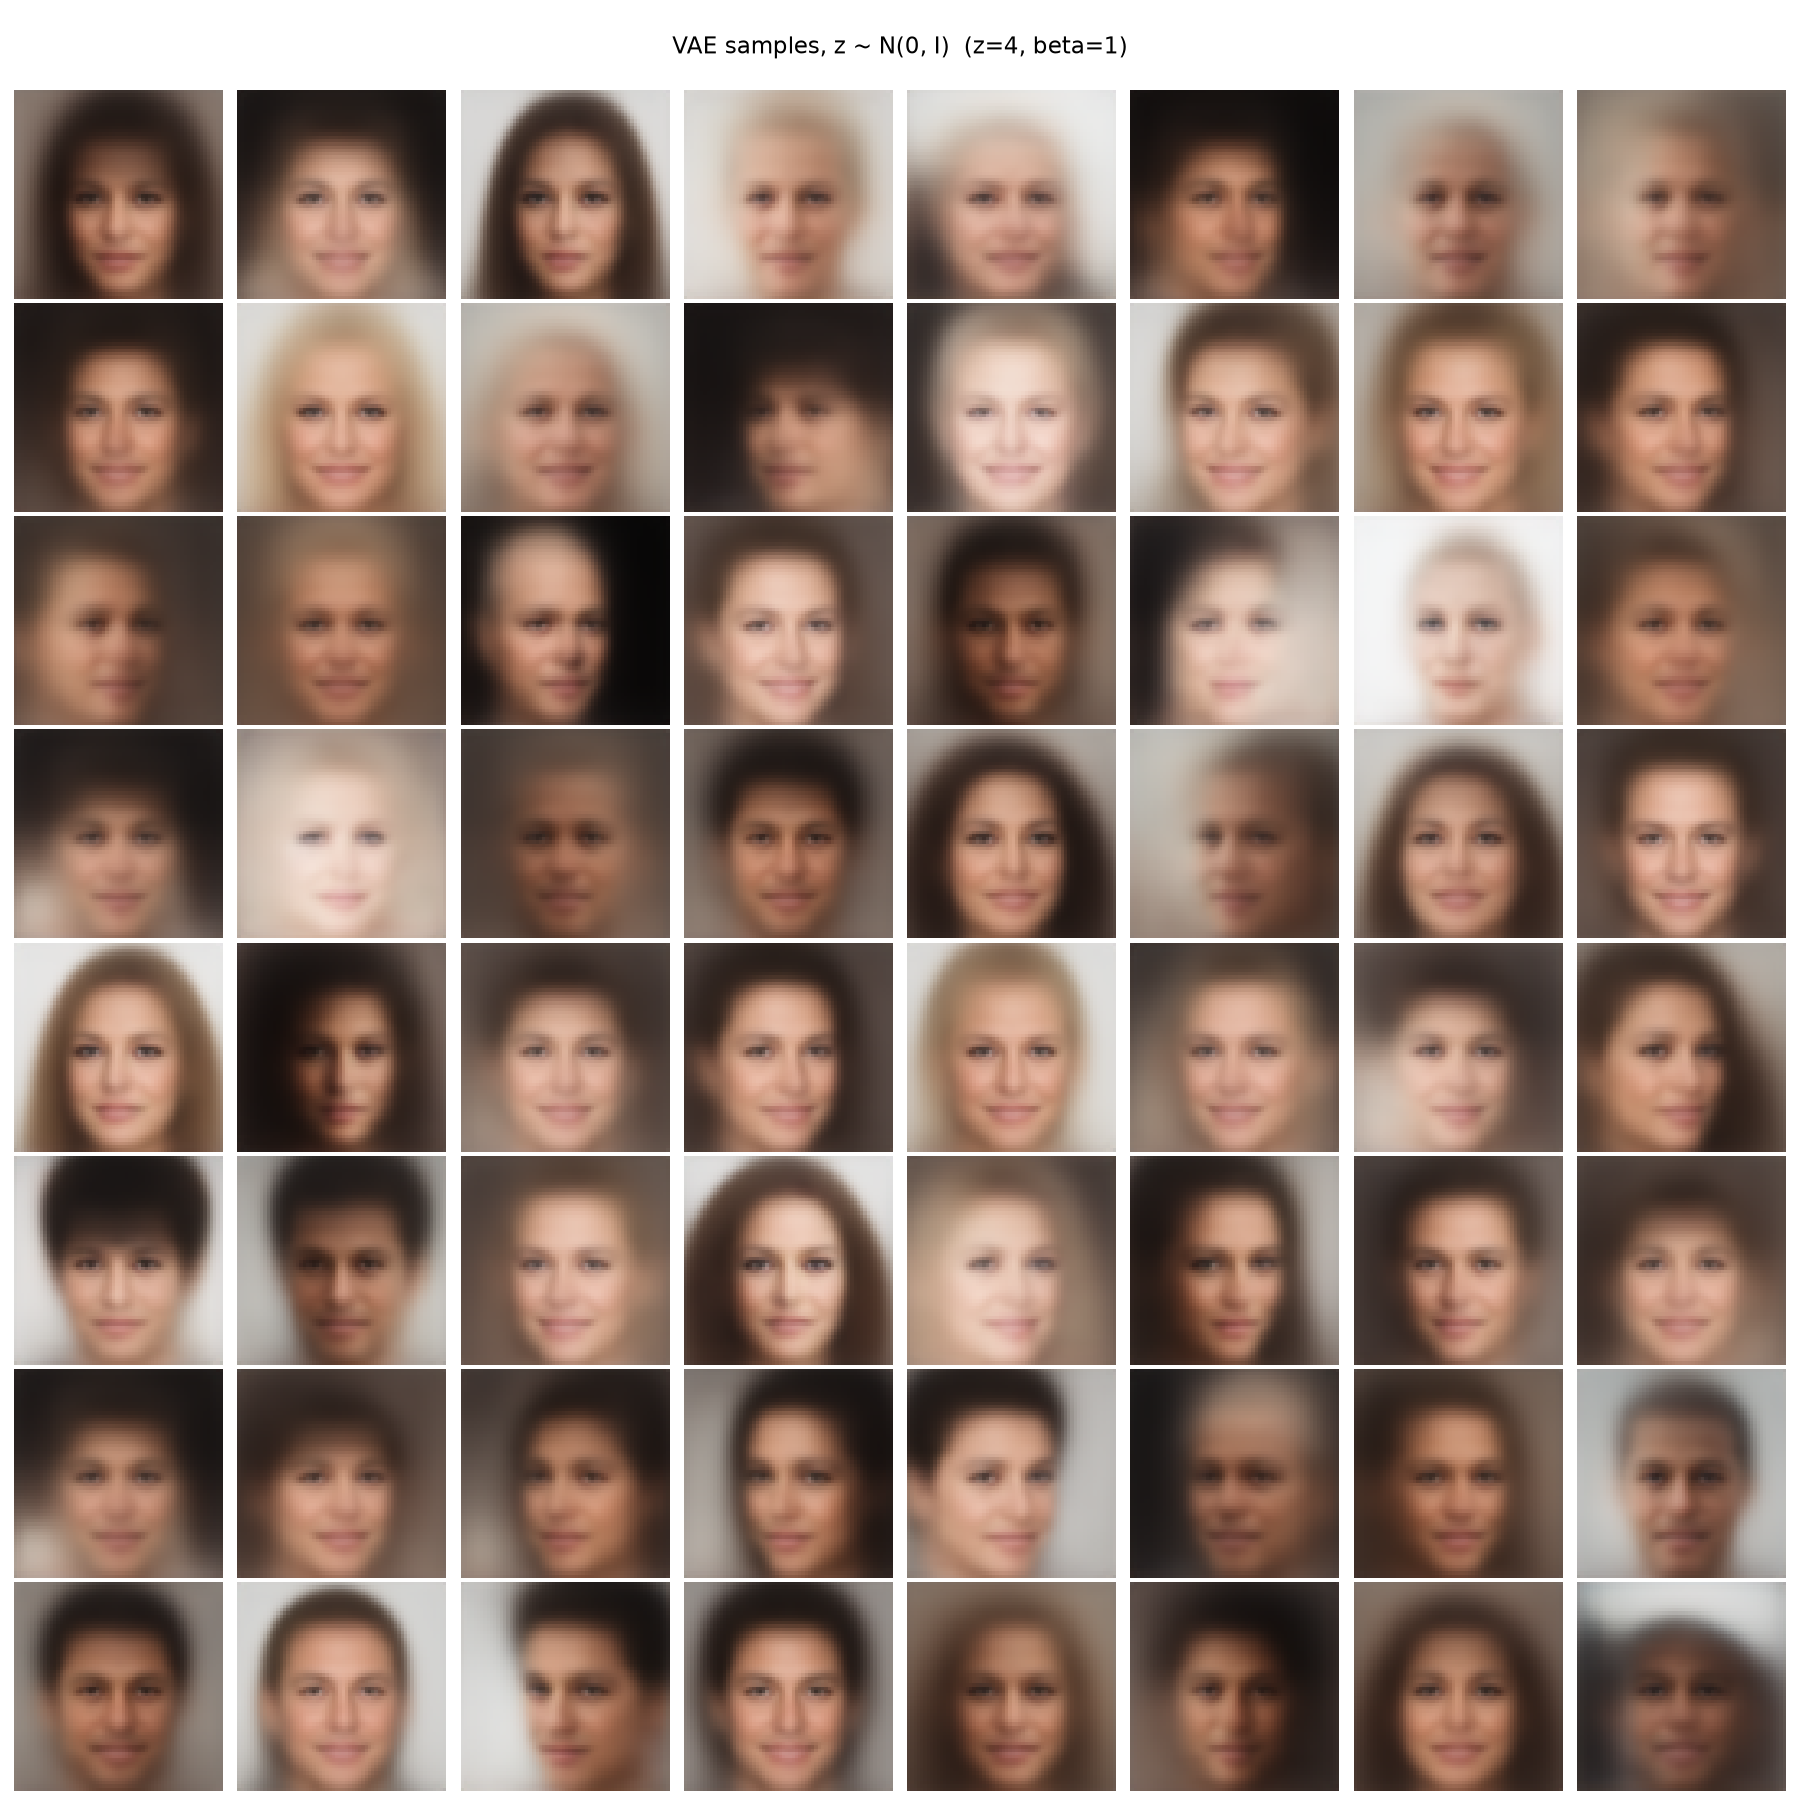 VAE samples, z ~ N(0, I)  (z=4, beta=1)